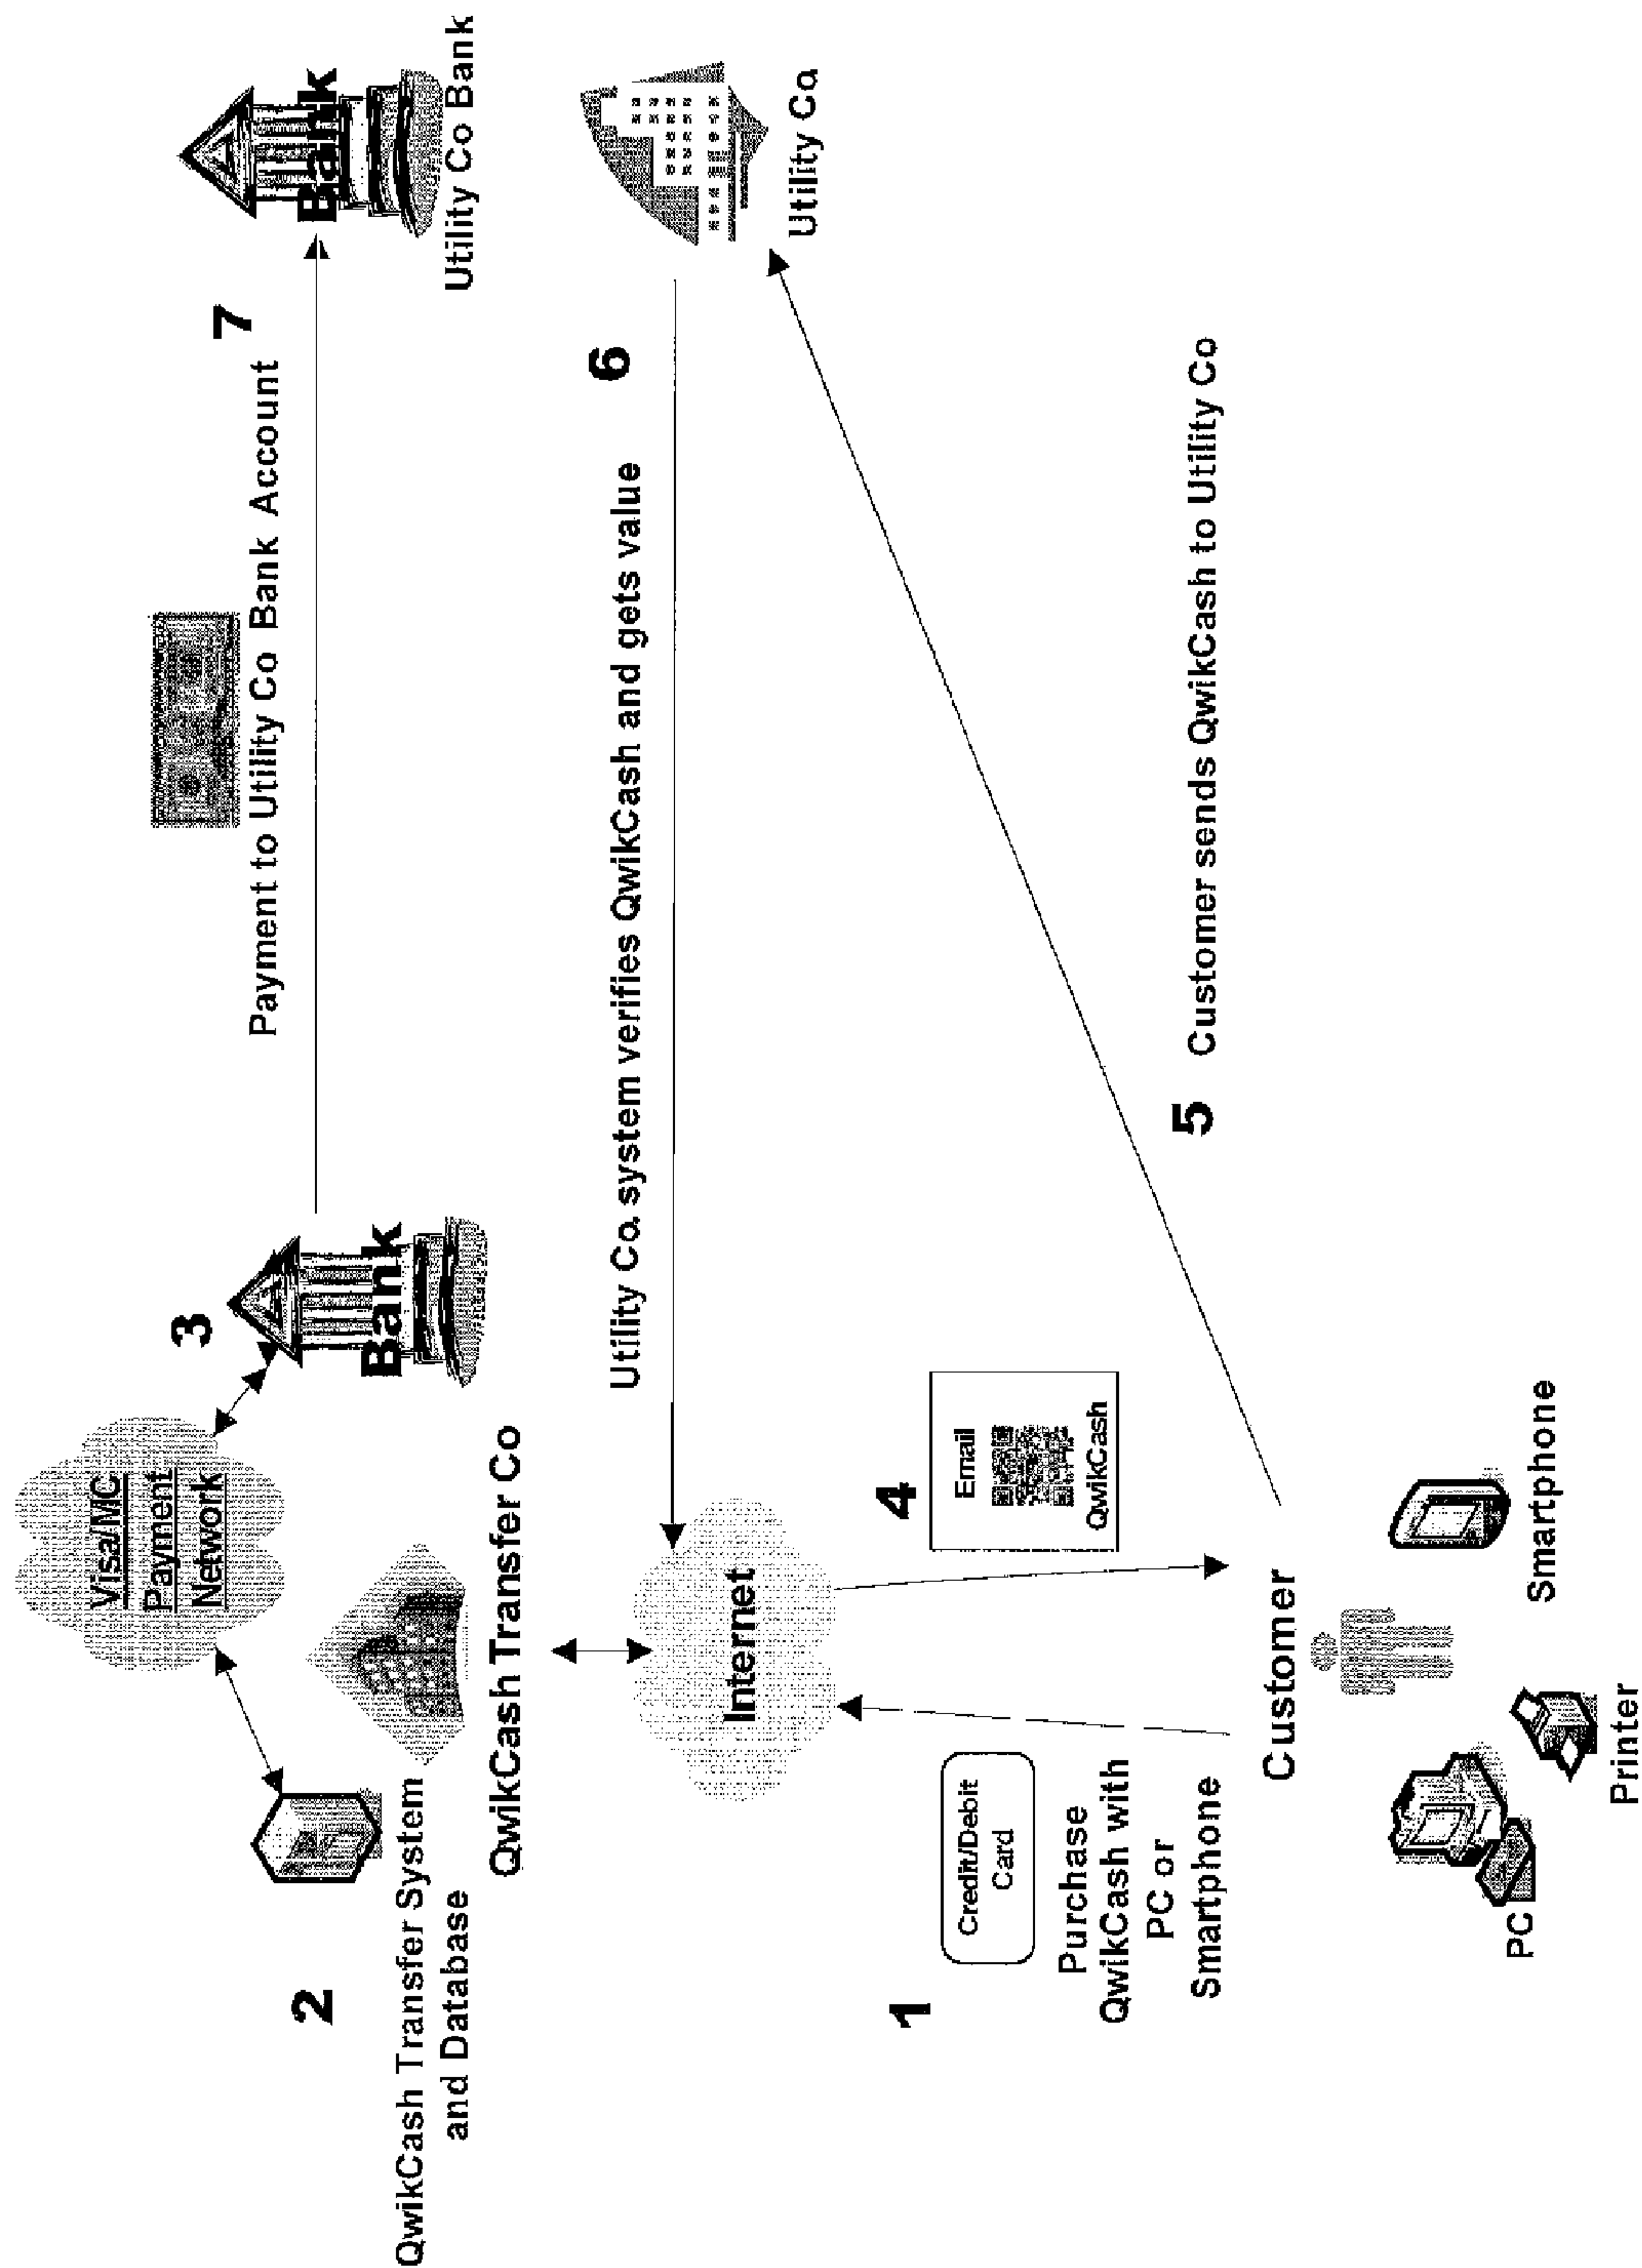 Visa/MC
Payment
Network
3
Bank
7
Payment to Utility Co Bank Account
Bank
Utility Co Bank
2
QwikCash Transfer System
and Database
QwikCash Transfer Co
Utility Co. system verifies QwikCash and gets value
6
Utility Co.
Internet
1
Credit/Debit
Card
Purchase
QwikCash with
PC or
Smartphone
4
Email
QwikCash
5
Customer sends QwikCash to Utility Co
Customer
PC
Printer
Smartphone